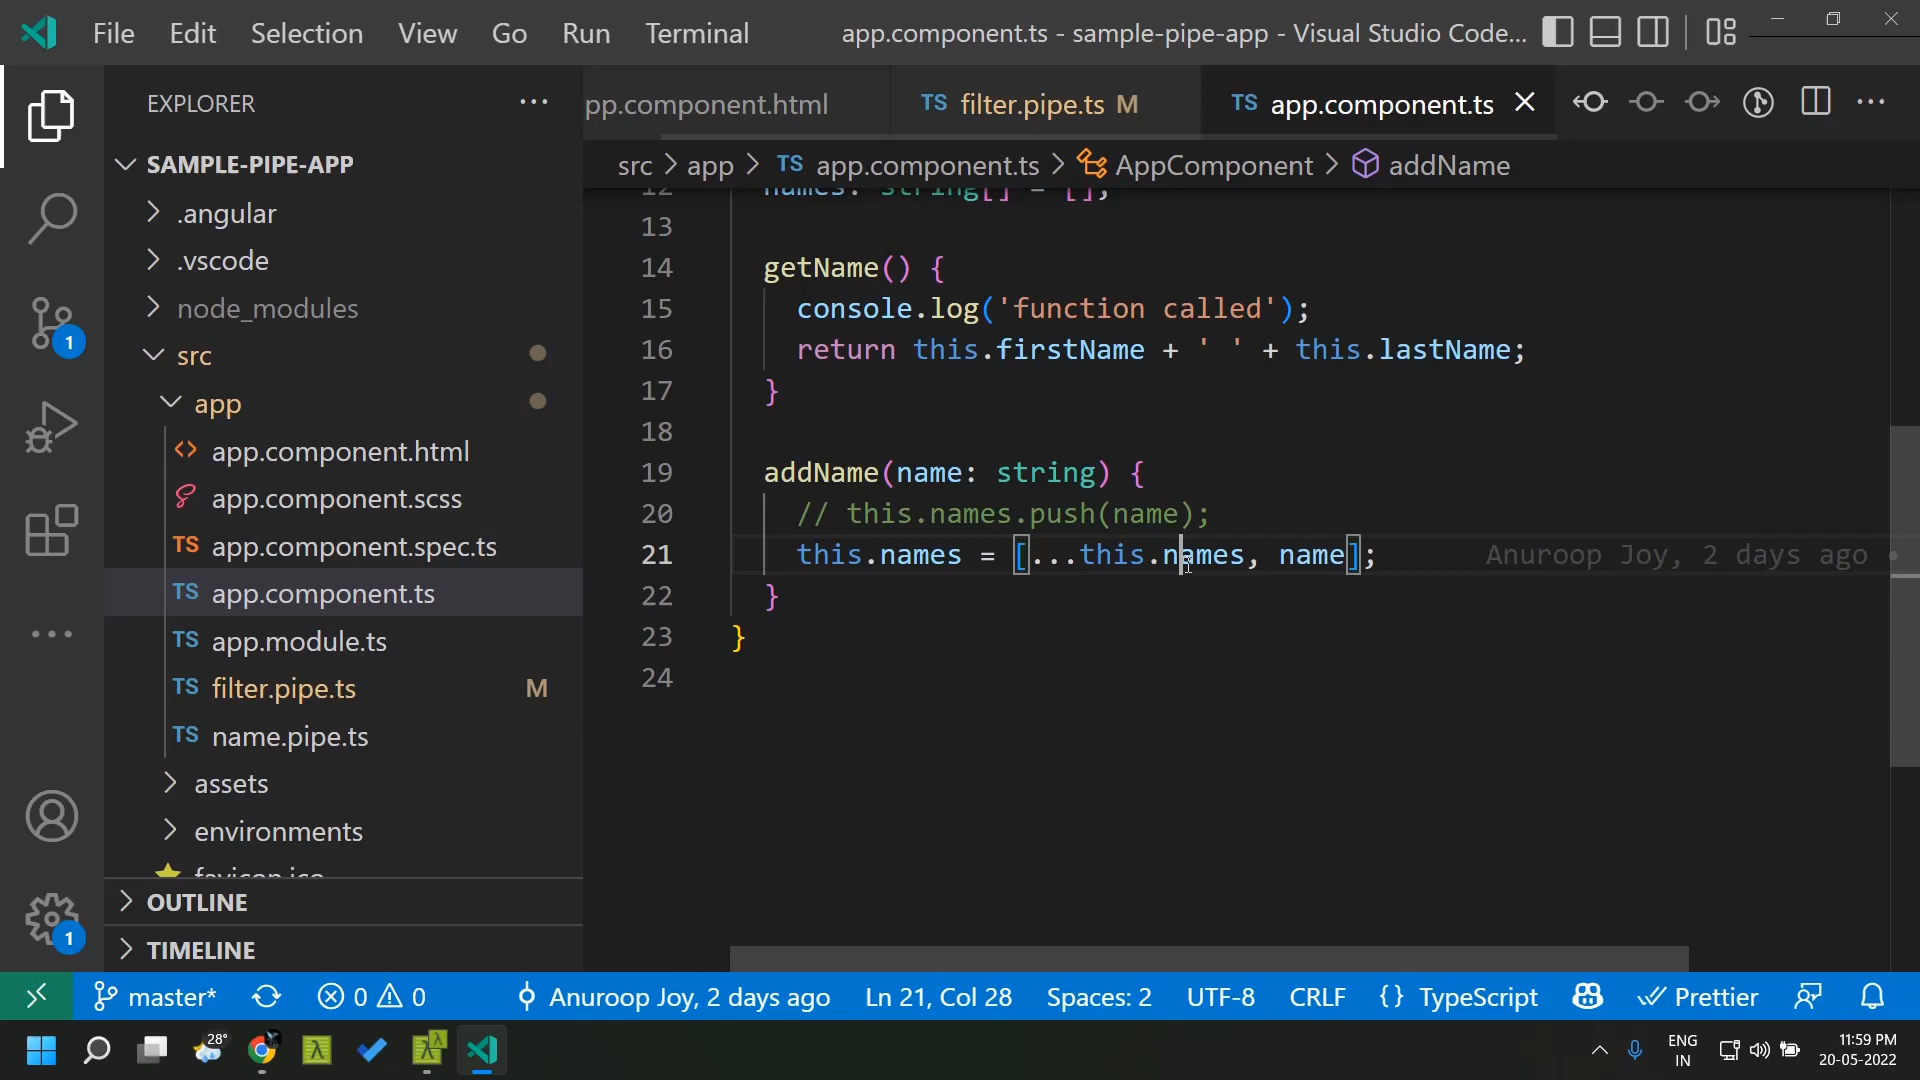 File Edit Selection View Go Run Terminal app.component.ts - sample-pipe-app - Visual Studio Code...
EXPLORER
SAMPLE-PIPE-APP
.angular
.vscode
node_modules
src
app
app.component.html
app.component.scss
TS app.component.spec.ts
TS app.component.ts
TS app.module.ts
TS filter.pipe.ts M
TS name.pipe.ts
assets
environments
favicon.ico
OUTLINE
TIMELINE
1
1
pp.component.html TS filter.pipe.ts M TS app.component.ts
src > app > TS app.component.ts > AppComponent > addName
12 names: string[] = [];
13
14 getName() {
15 console.log('function called');
16 return this.firstName + ' ' + this.lastName;
17 }
18
19 addName(name: string) {
20 // this.names.push(name);
21 this.names = [...this.names, name]; Anuroop Joy, 2 days ago •
22 }
23 }
24
master* 0 0 Anuroop Joy, 2 days ago Ln 21, Col 28 Spaces: 2 UTF-8 CRLF {} TypeScript Prettier
28° λ λ ENG 11:59 PM
IN 20-05-2022